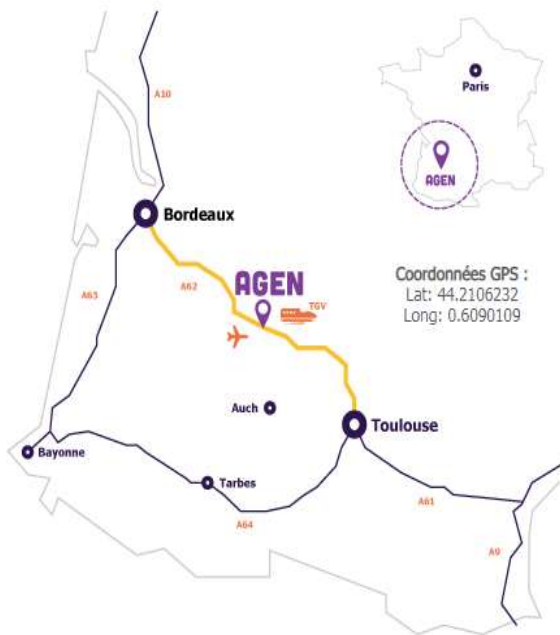 A10
Paris
AGEN
Bordeaux
A62
AGEN
TGV
Coordonnées GPS :
Lat: 44.2106232
Long: 0.6090109
A63
Auch
Toulouse
Bayonne
Tarbes
A64
A61
A9